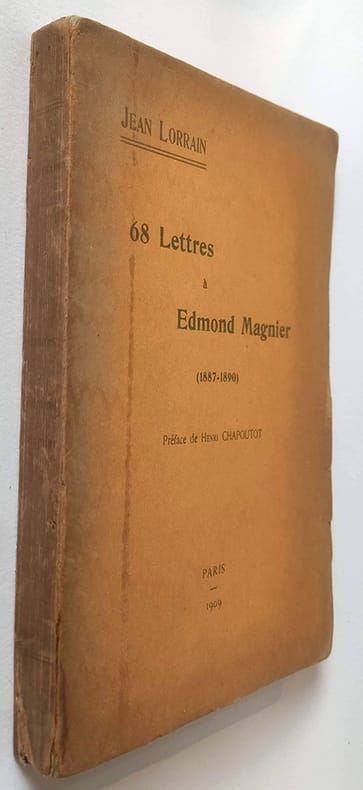 JEAN LORRAIN
68 Lettres
à
Edmond Magnier
(1887-1890)
Préface de HENRI CHAPOUTOT
PARIS
1909